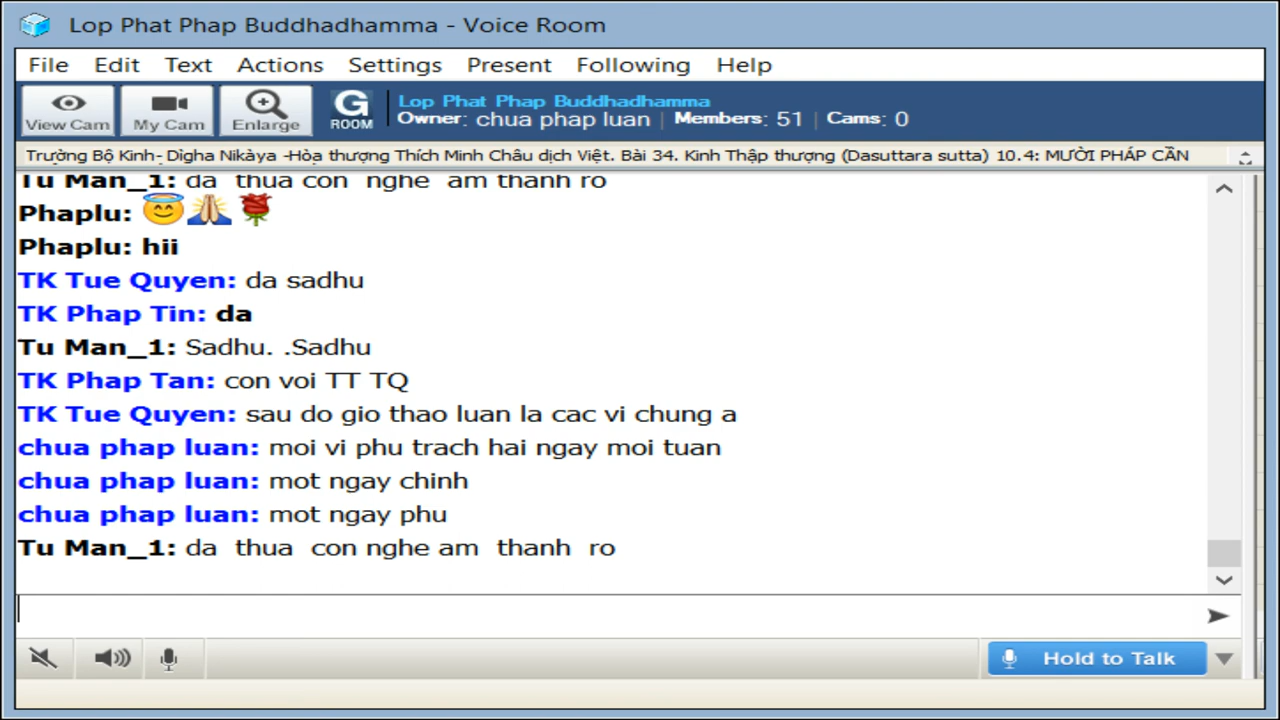 Lop Phat Phap Buddhadhamma - Voice Room
File Edit Text Actions Settings Present Following Help
View Cam My Cam Enlarge G ROOM
Lop Phat Phap Buddhadhamma
Owner: chua phap luan | Members: 51 | Cams: 0
Trường Bộ Kinh- Dìgha Nikàya -Hòa thượng Thích Minh Châu dịch Việt. Bài 34. Kinh Thập thượng (Dasuttara sutta) 10.4: MƯỜI PHÁP CẦN
Tu Man_1: da thua con nghe am thanh ro
Phaplu: 😇🙏🌹
Phaplu: hii
TK Tue Quyen: da sadhu
TK Phap Tin: da
Tu Man_1: Sadhu. .Sadhu
TK Phap Tan: con voi TT TQ
TK Tue Quyen: sau do gio thao luan la cac vi chung a
chua phap luan: moi vi phu trach hai ngay moi tuan
chua phap luan: mot ngay chinh
chua phap luan: mot ngay phu
Tu Man_1: da thua con nghe am thanh ro
Hold to Talk